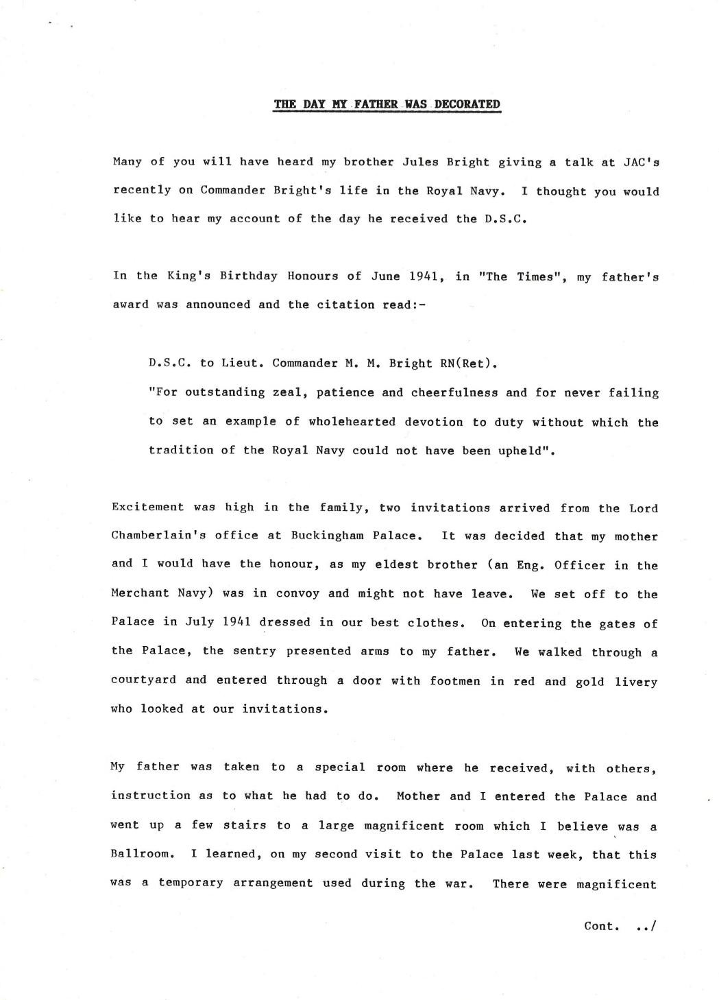 THE DAY MY FATHER WAS DECORATED
Many of you will have heard my brother Jules Bright giving a talk at JAC's
recently on Commander Bright's life in the Royal Navy. I thought you would
like to hear my account of the day he received the D.S.C.
In the King's Birthday Honours of June 1941, in "The Times", my father's
award was announced and the citation read:-
D.S.C. to Lieut. Commander M. M. Bright RN(Ret).
"For outstanding zeal, patience and cheerfulness and for never failing
to set an example of wholehearted devotion to duty without which the
tradition of the Royal Navy could not have been upheld".
Excitement was high in the family, two invitations arrived from the Lord
Chamberlain's office at Buckingham Palace. It was decided that my mother
and I would have the honour, as my eldest brother (an Eng. Officer in the
Merchant Navy) was in convoy and might not have leave. We set off to the
Palace in July 1941 dressed in our best clothes. On entering the gates of
the Palace, the sentry presented arms to my father. We walked through a
courtyard and entered through a door with footmen in red and gold livery
who looked at our invitations.
My father was taken to a special room where he received, with others,
instruction as to what he had to do. Mother and I entered the Palace and
went up a few stairs to a large magnificent room which I believe was a
Ballroom. I learned, on my second visit to the Palace last week, that this
was a temporary arrangement used during the war. There were magnificent
Cont. ../